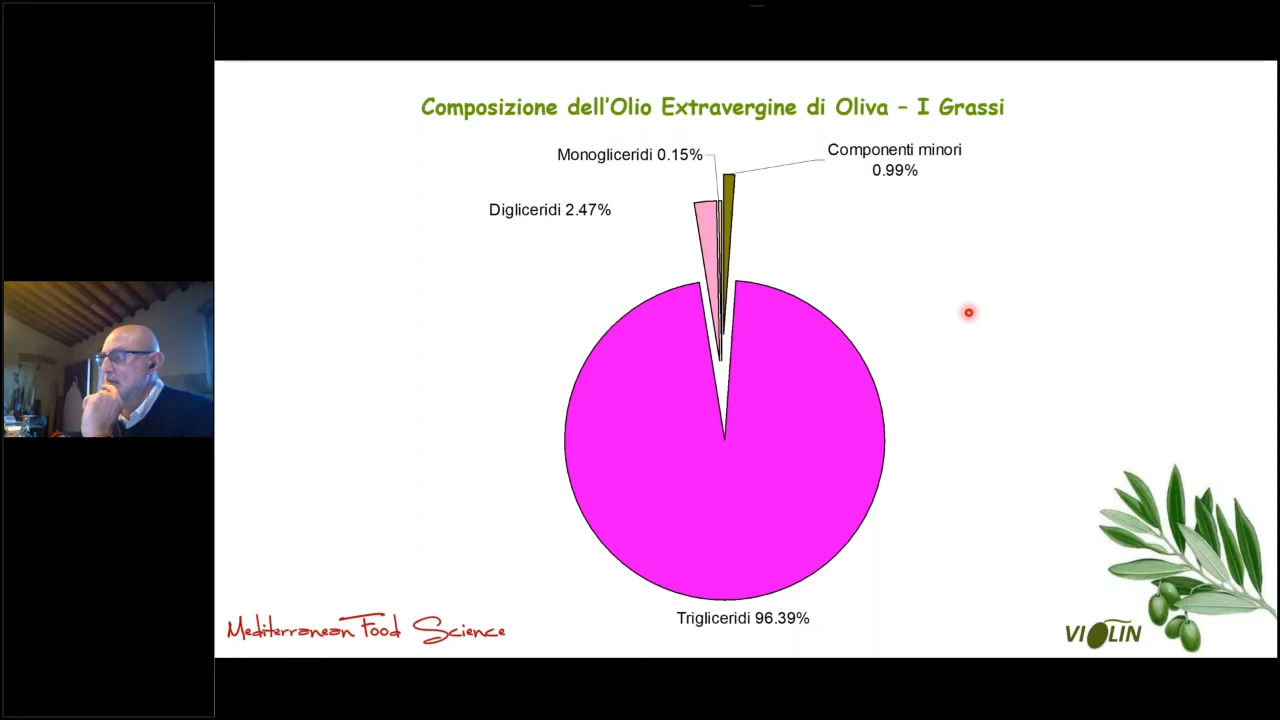 Composizione dell'Olio Extravergine di Oliva – I Grassi
Monogliceridi 0.15%
Componenti minori
0.99%
Digliceridi 2.47%
Trigliceridi 96.39%
Mediterranean Food Science
VIOLIN